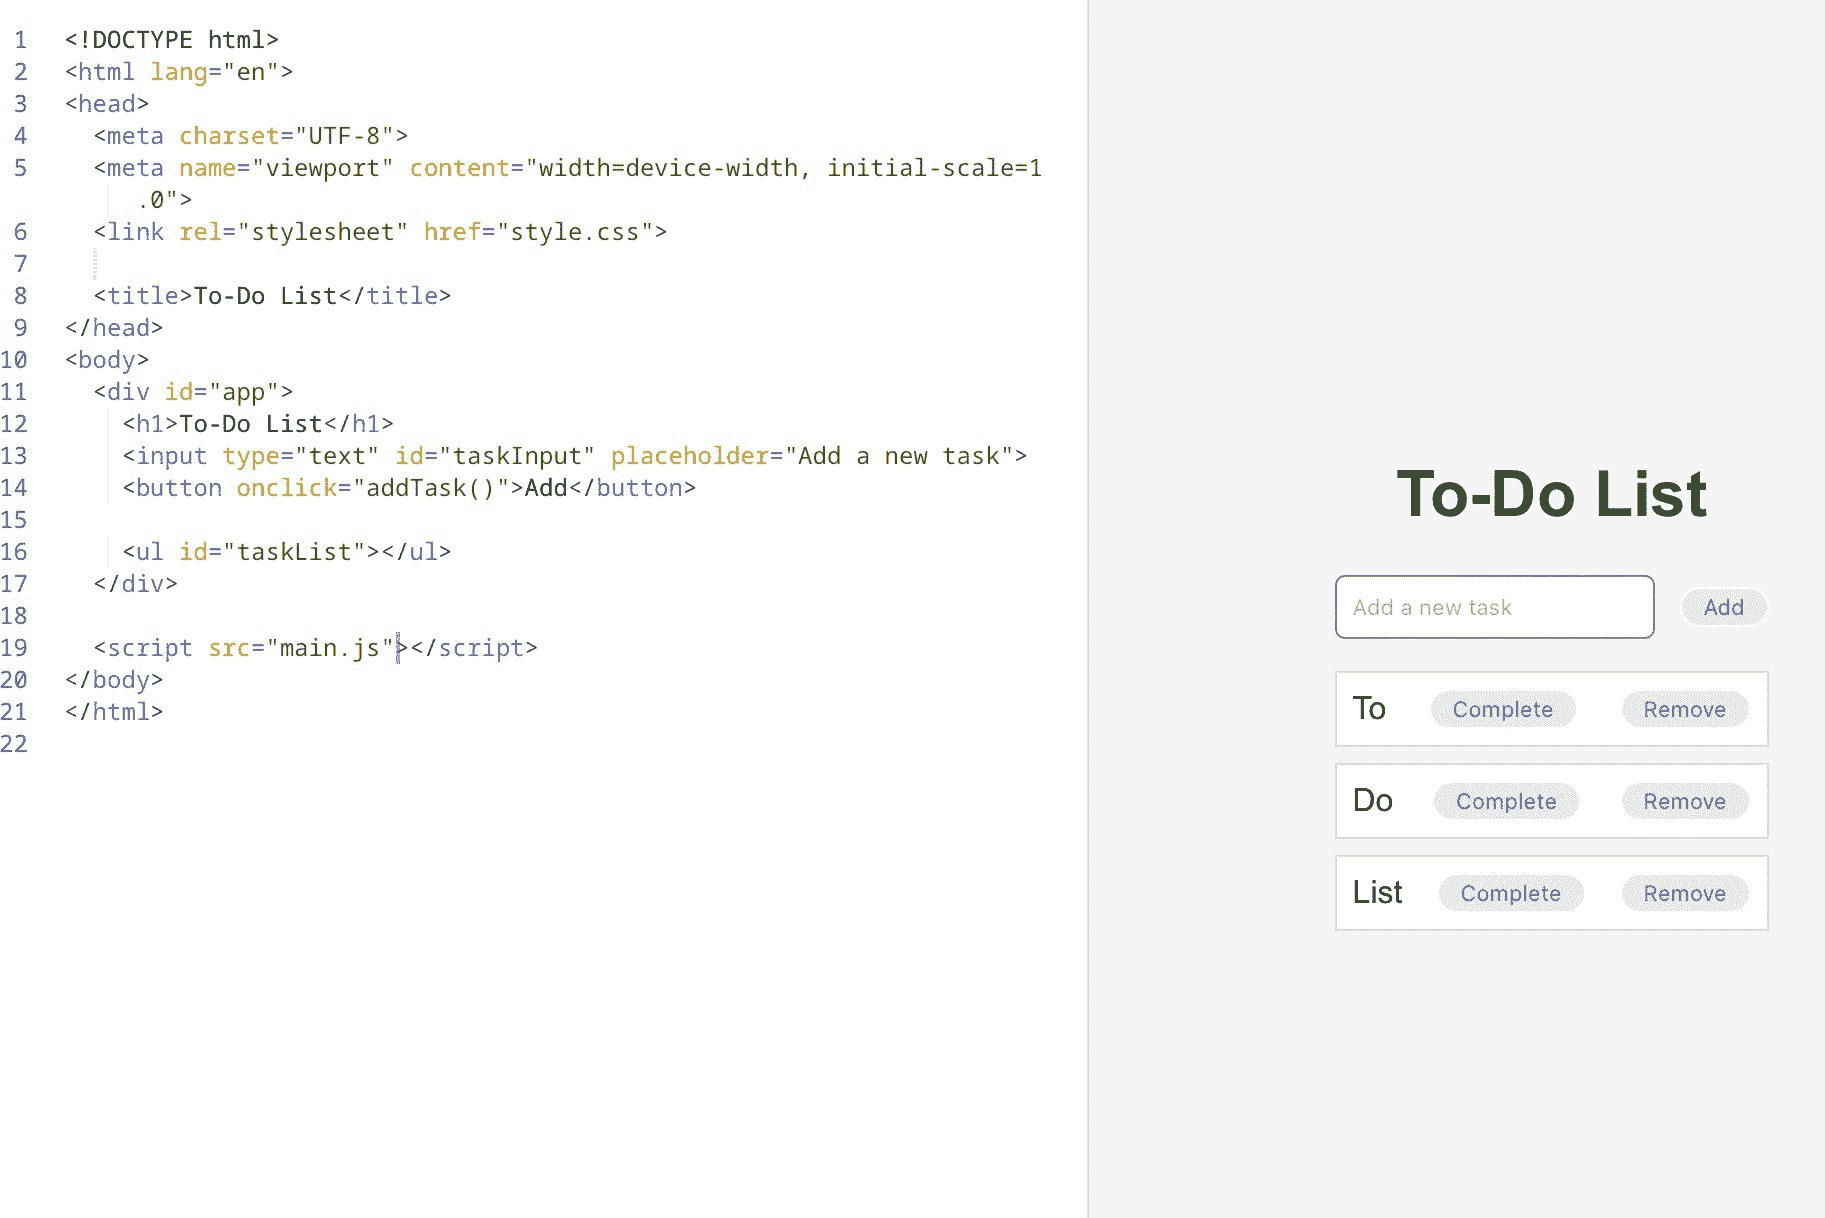 1 <!DOCTYPE html>
2 <html lang="en">
3 <head>
4 <meta charset="UTF-8">
5 <meta name="viewport" content="width=device-width, initial-scale=1
.0">
6 <link rel="stylesheet" href="style.css">
7
8 <title>To-Do List</title>
9 </head>
10 <body>
11 <div id="app">
12 <h1>To-Do List</h1>
13 <input type="text" id="taskInput" placeholder="Add a new task">
14 <button onclick="addTask()">Add</button>
15
16 <ul id="taskList"></ul>
17 </div>
18
19 <script src="main.js"></script>
20 </body>
21 </html>
22
To-Do List
Add a new task Add
To Complete Remove
Do Complete Remove
List Complete Remove